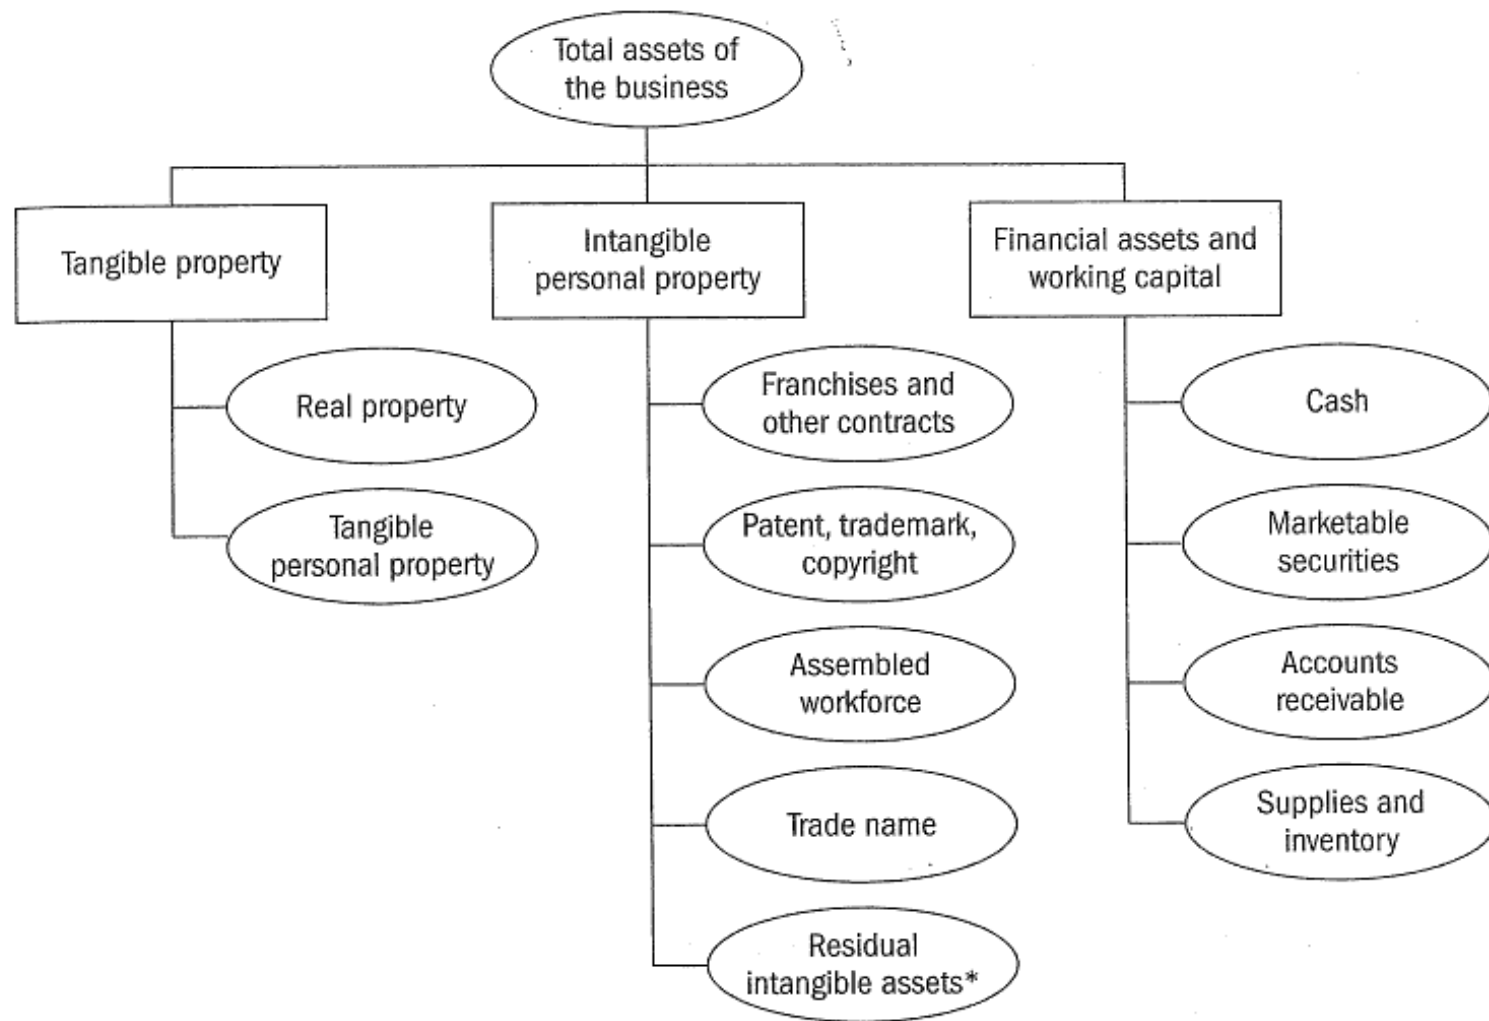 Total assets of
the business
Tangible property
Intangible
personal property
Financial assets and
working capital
Real property
Tangible
personal property
Franchises and
other contracts
Patent, trademark,
copyright
Assembled
workforce
Trade name
Residual
intangible assets*
Cash
Marketable
securities
Accounts
receivable
Supplies and
inventory